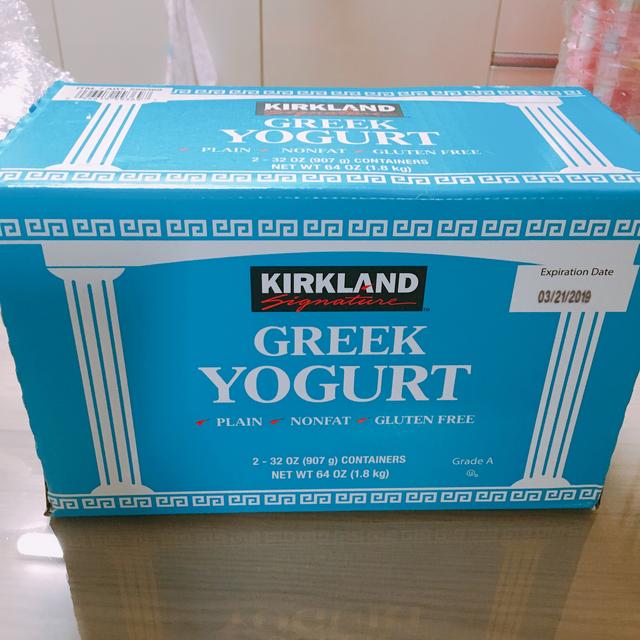 KIRKLAND
Signature
GREEK
YOGURT
PLAIN NONFAT GLUTEN FREE
2 - 32 OZ (907 g) CONTAINERS
NET WT 64 OZ (1.8 kg)
KIRKLAND
Signature
TM
Expiration Date
03/21/2019
GREEK
YOGURT
PLAIN NONFAT GLUTEN FREE
2 - 32 OZ (907 g) CONTAINERS
NET WT 64 OZ (1.8 kg)
Grade A